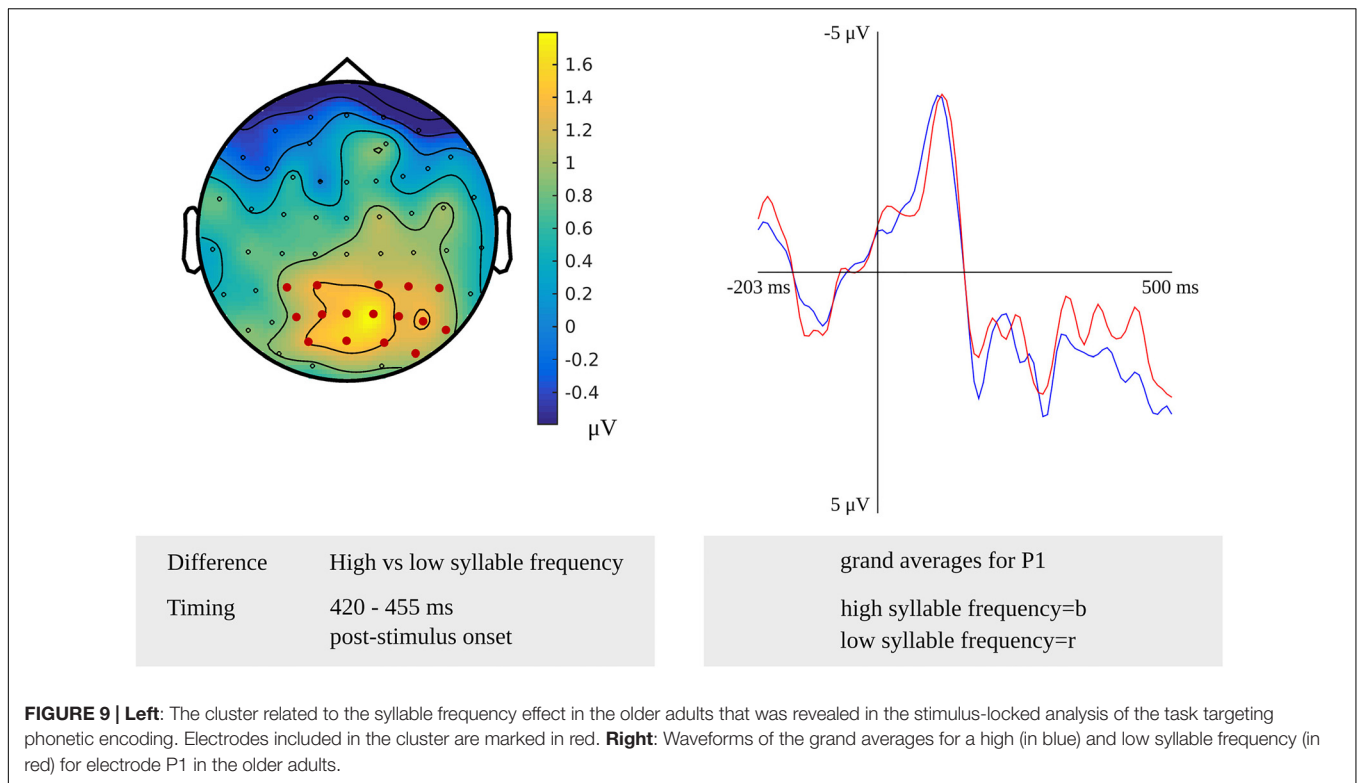 1.6
1.4
1.2
1
0.8
0.6
0.4
0.2
0
-0.2
-0.4
μV
-5 μV
-203 ms
500 ms
5 μV
Difference High vs low syllable frequency
Timing 420 - 455 ms
post-stimulus onset
grand averages for P1
high syllable frequency=b
low syllable frequency=r
FIGURE 9 | Left: The cluster related to the syllable frequency effect in the older adults that was revealed in the stimulus-locked analysis of the task targeting
phonetic encoding. Electrodes included in the cluster are marked in red. Right: Waveforms of the grand averages for a high (in blue) and low syllable frequency (in
red) for electrode P1 in the older adults.